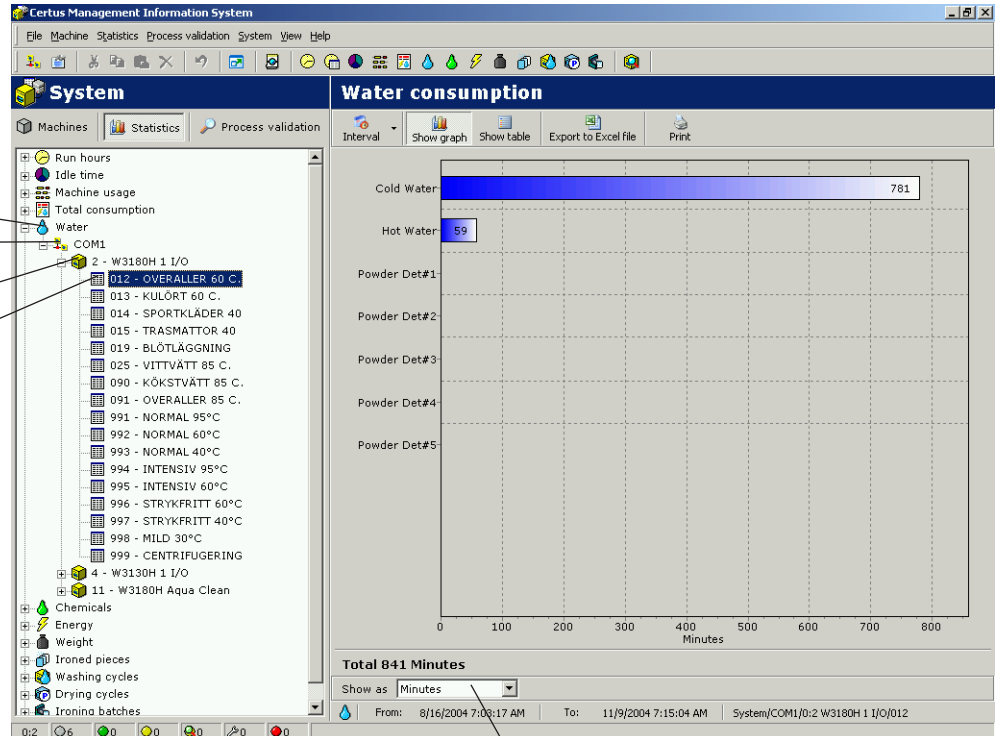 Certus Management Information System
File Machine Statistics Process validation System View Help
System
Machines Statistics Process validation
Run hours
Idle time
Machine usage
Total consumption
Water
COM1
2 - W3180H 1 I/O
012 - OVERALLER 60 C.
013 - KULÖRT 60 C.
014 - SPORTKLÄDER 40
015 - TRASMATTOR 40
019 - BLÖTLÄGGNING
025 - VITTVÄTT 85 C.
090 - KÖKSTVÄTT 85 C.
091 - OVERALLER 85 C.
991 - NORMAL 95°C
992 - NORMAL 60°C
993 - NORMAL 40°C
994 - INTENSIV 95°C
995 - INTENSIV 60°C
996 - STRYKFRITT 60°C
997 - STRYKFRITT 40°C
998 - MILD 30°C
999 - CENTRIFUGERING
4 - W3130H 1 I/O
11 - W3180H Aqua Clean
Chemicals
Energy
Weight
Ironed pieces
Washing cycles
Drying cycles
Ironing batches
Water consumption
Interval Show graph Show table Export to Excel file Print
Cold Water 781
Hot Water 59
Powder Det#1
Powder Det#2
Powder Det#3
Powder Det#4
Powder Det#5
0 100 200 300 400 500 600 700 800
Minutes
Total 841 Minutes
Show as Minutes
From: 8/16/2004 7:03:17 AM To: 11/9/2004 7:15:04 AM System/COM1/0:2 W3180H 1 I/O/012
0:2 6 0 0 0 0 0